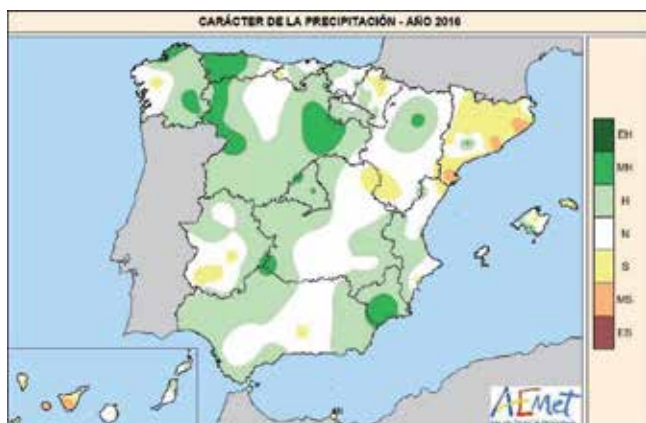 CARÁCTER DE LA PRECIPITACIÓN - AÑO 2016
EH
MH
H
N
S
MS
ES
AEMet